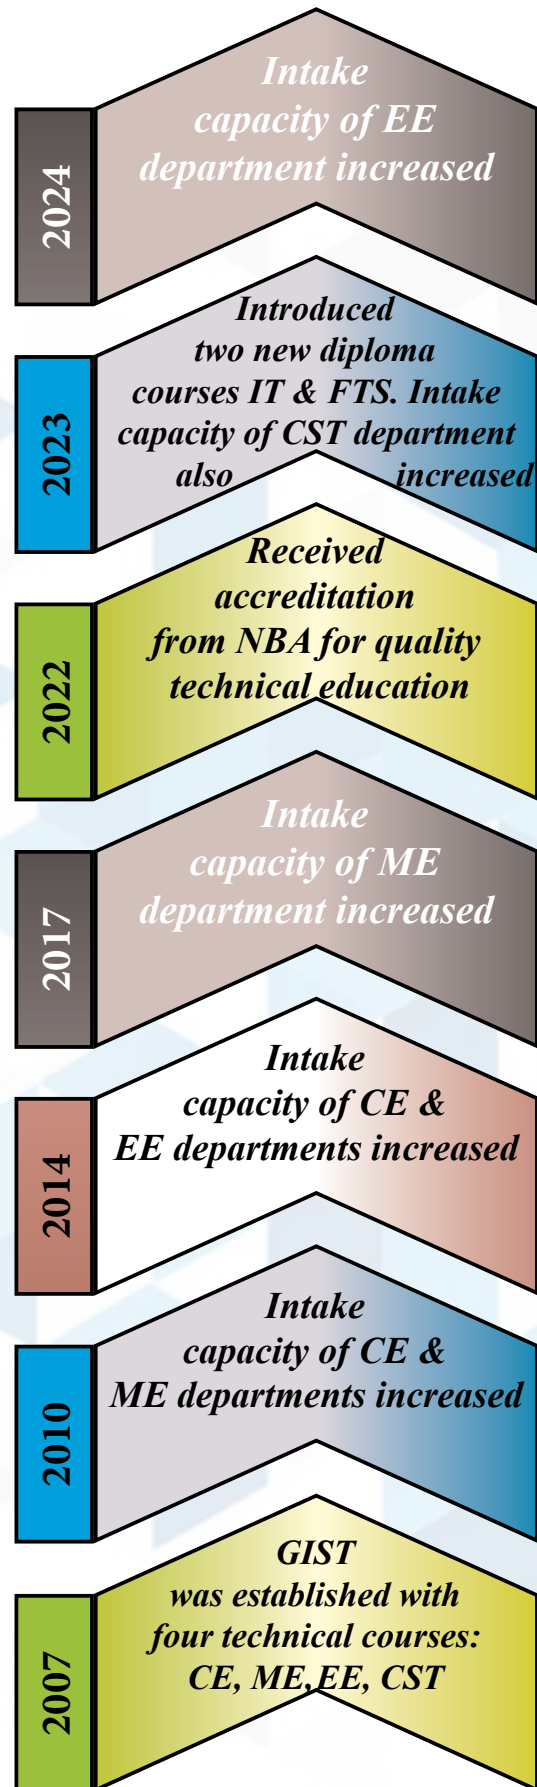 2024
Intake
capacity of EE
department increased
2023
Introduced
two new diploma
courses IT & FTS. Intake
capacity of CST department
also increased
2022
Received
accreditation
from NBA for quality
technical education
2017
Intake
capacity of ME
department increased
2014
Intake
capacity of CE &
EE departments increased
2010
Intake
capacity of CE &
ME departments increased
2007
GIST
was established with
four technical courses:
CE, ME,EE, CST